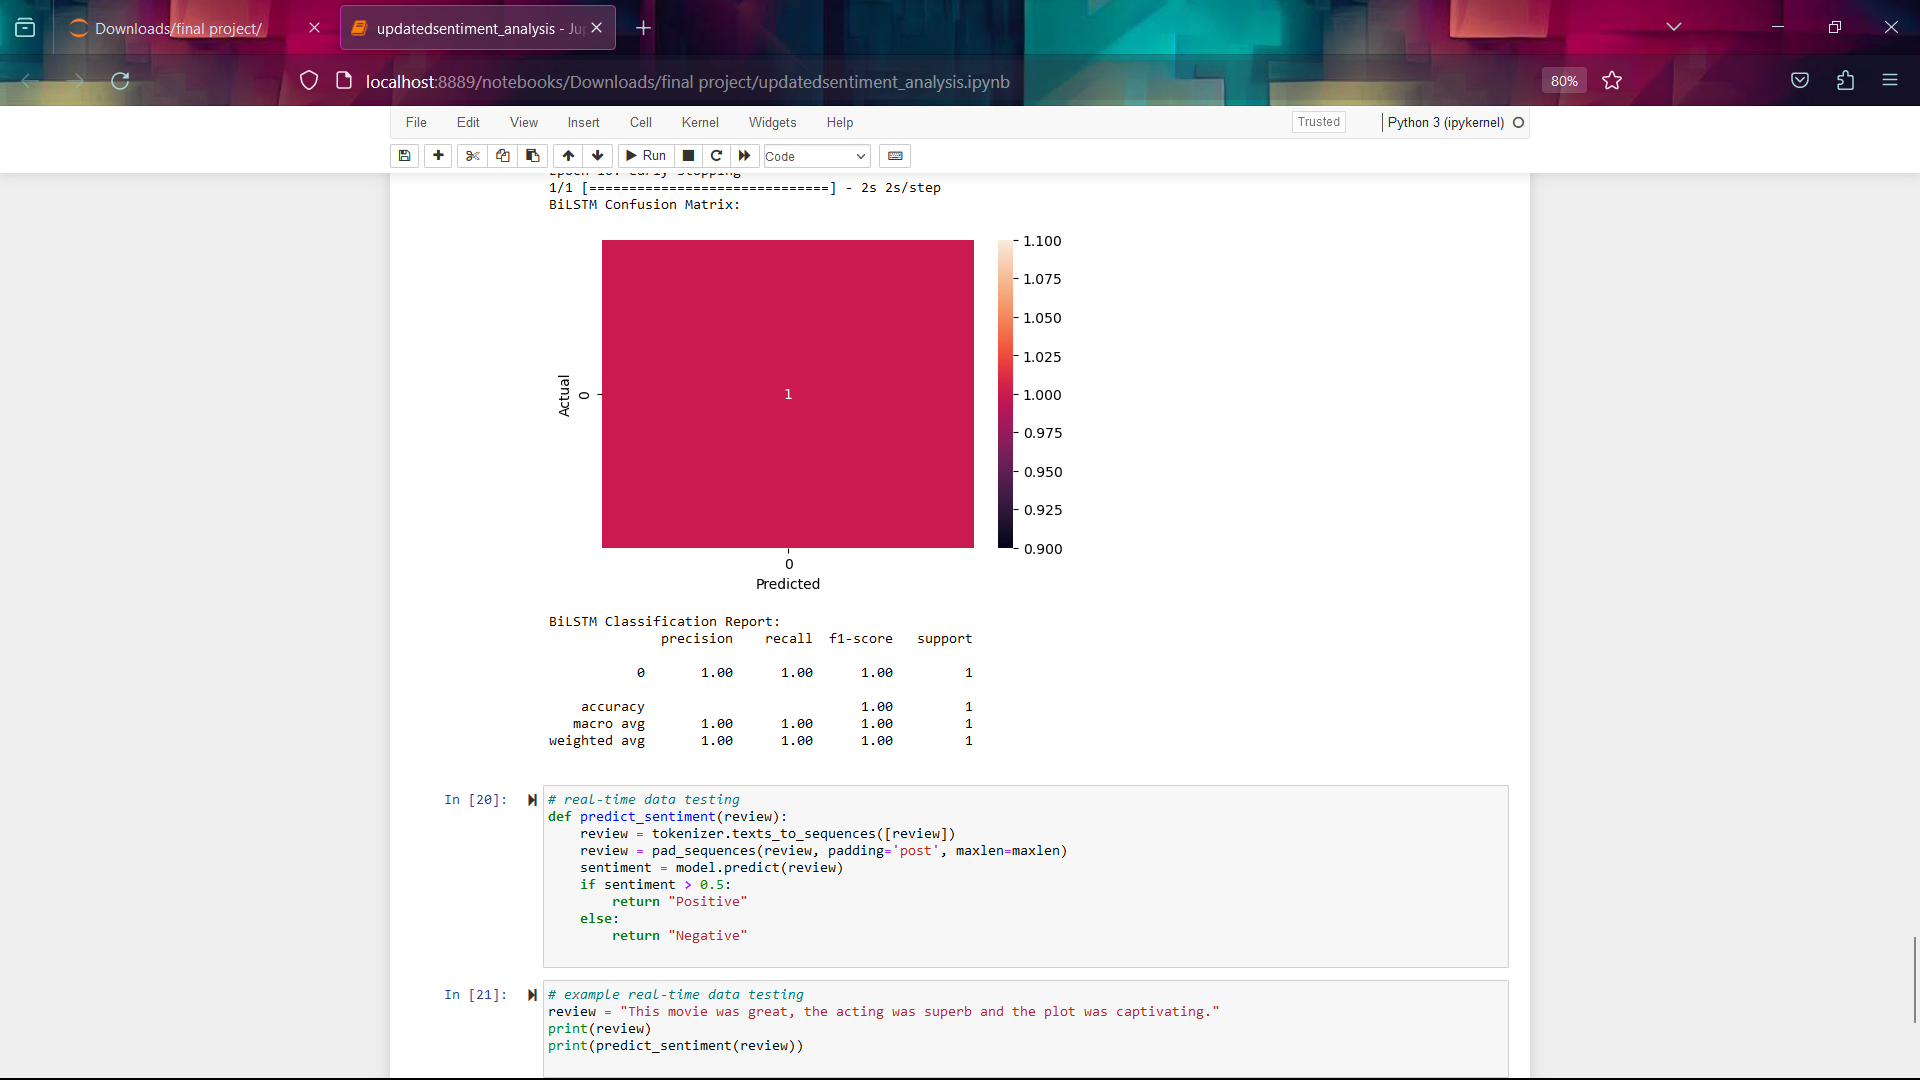 Downloads/final project/
updatedsentiment_analysis - Jup
localhost:8889/notebooks/Downloads/final project/updatedsentiment_analysis.ipynb
80%
File Edit View Insert Cell Kernel Widgets Help
Trusted
Python 3 (ipykernel)
Run
Code
1/1 [==============================] - 2s 2s/step
BiLSTM Confusion Matrix:
1.100
1.075
1.050
1.025
1.000
0.975
0.950
0.925
0.900
Actual
0
1
0
Predicted
BiLSTM Classification Report:
precision recall f1-score support
0 1.00 1.00 1.00 1
accuracy 1.00 1
macro avg 1.00 1.00 1.00 1
weighted avg 1.00 1.00 1.00 1
In [20]:
# real-time data testing
def predict_sentiment(review):
    review = tokenizer.texts_to_sequences([review])
    review = pad_sequences(review, padding='post', maxlen=maxlen)
    sentiment = model.predict(review)
    if sentiment > 0.5:
        return "Positive"
    else:
        return "Negative"
In [21]:
# example real-time data testing
review = "This movie was great, the acting was superb and the plot was captivating."
print(review)
print(predict_sentiment(review))